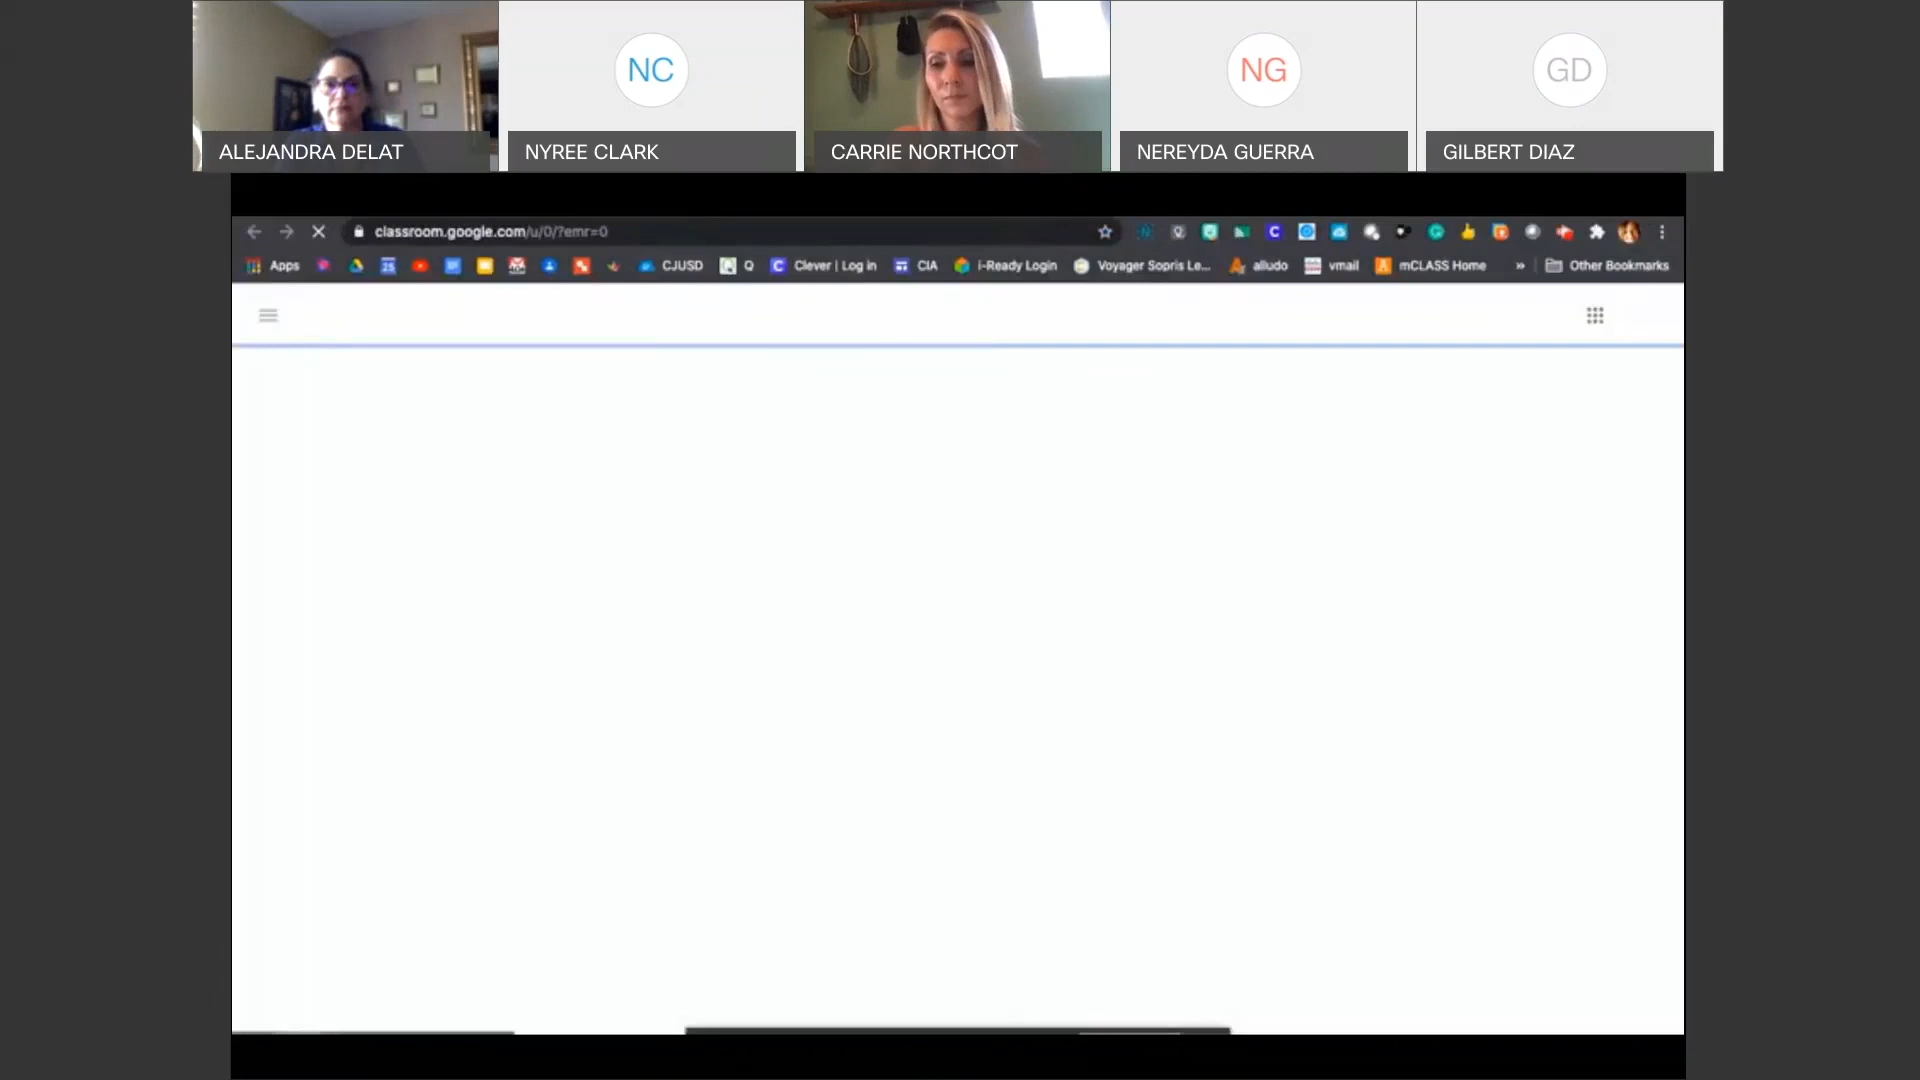 NC
NG
GD
ALEJANDRA DELAT
NYREE CLARK
CARRIE NORTHCOT
NEREYDA GUERRA
GILBERT DIAZ
classroom.google.com/u/0/?emr=0
Apps
CJUSD
Q
Clever | Log in
CIA
i-Ready Login
Voyager Sopris Le...
alludo
vmail
mCLASS Home
»
Other Bookmarks